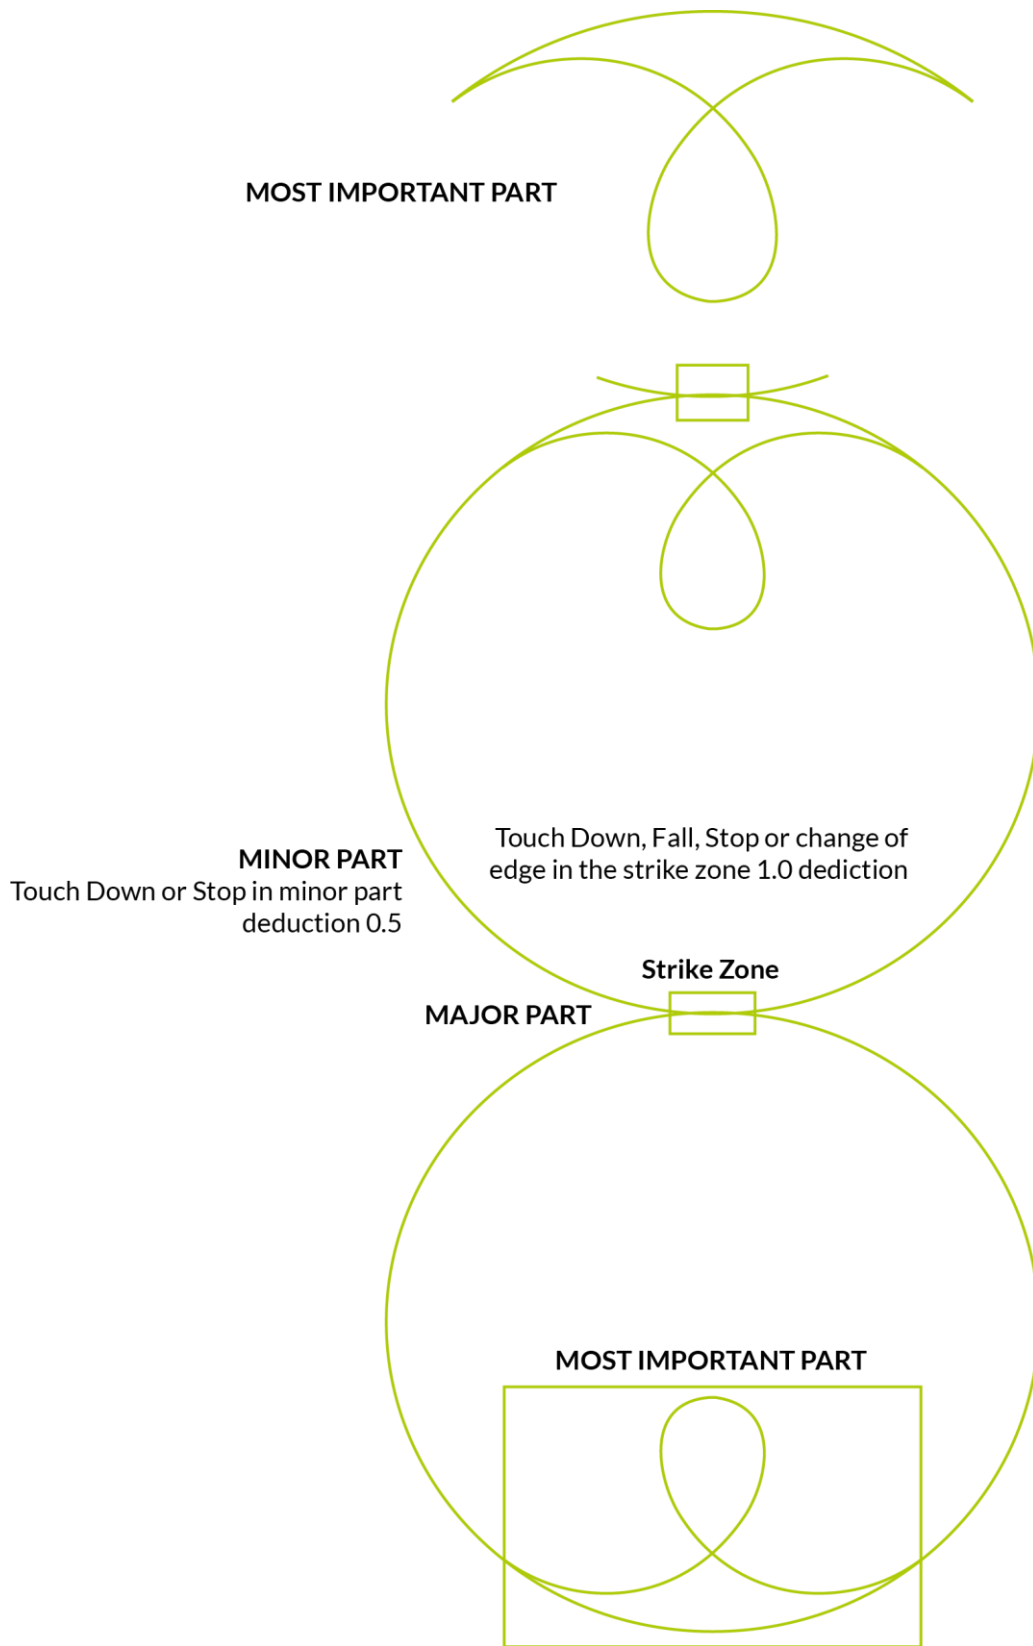 MOST IMPORTANT PART
Touch Down, Fall, Stop or change of
edge in the strike zone 1.0 dediction
MINOR PART
Touch Down or Stop in minor part
deduction 0.5
Strike Zone
MAJOR PART
MOST IMPORTANT PART